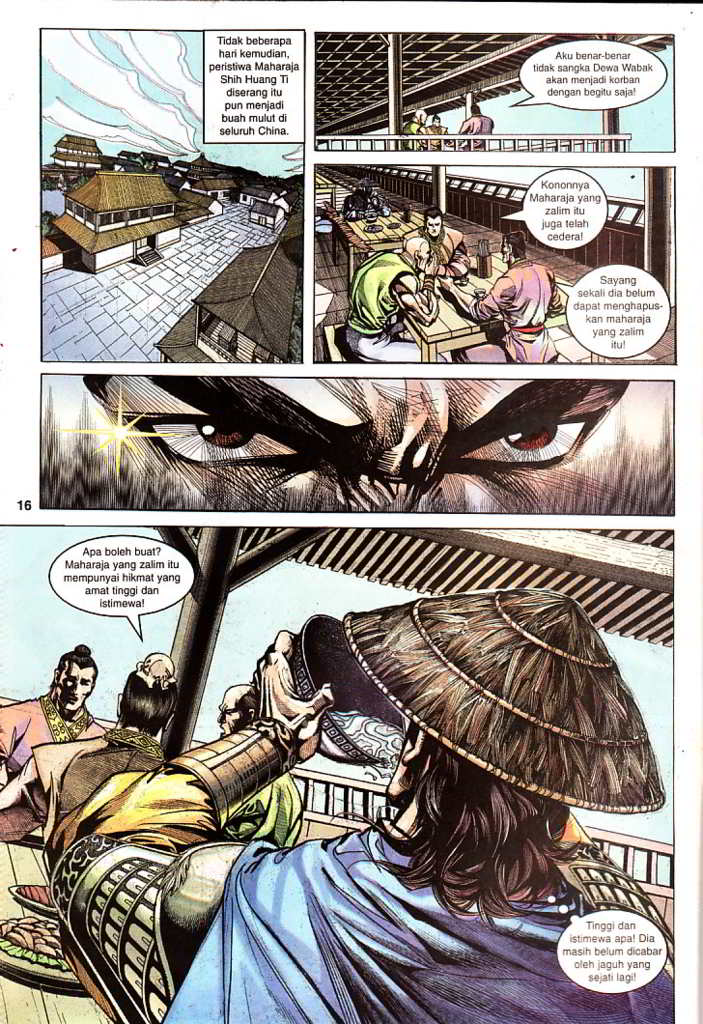 Tidak beberapa
hari kemudian,
peristiwa Maharaja
Shih Huang Ti
diserang itu
pun menjadi
buah mulut di
seluruh China.
Aku benar-benar
tidak sangka Dewa Wabak
akan menjadi korban
dengan begitu saja!
Kononnya
Maharaja yang
zalim itu
juga telah
cedera!
Sayang
sekali dia belum
dapat menghapus-
kan maharaja
yang zalim
itu!
16
Apa boleh buat?
Maharaja yang zalim itu
mempunyai hikmat yang
amat tinggi dan
istimewa!
Tinggi dan
istimewa apa! Dia
masih belum dicabar
oleh jaguh yang
sejati lagi!